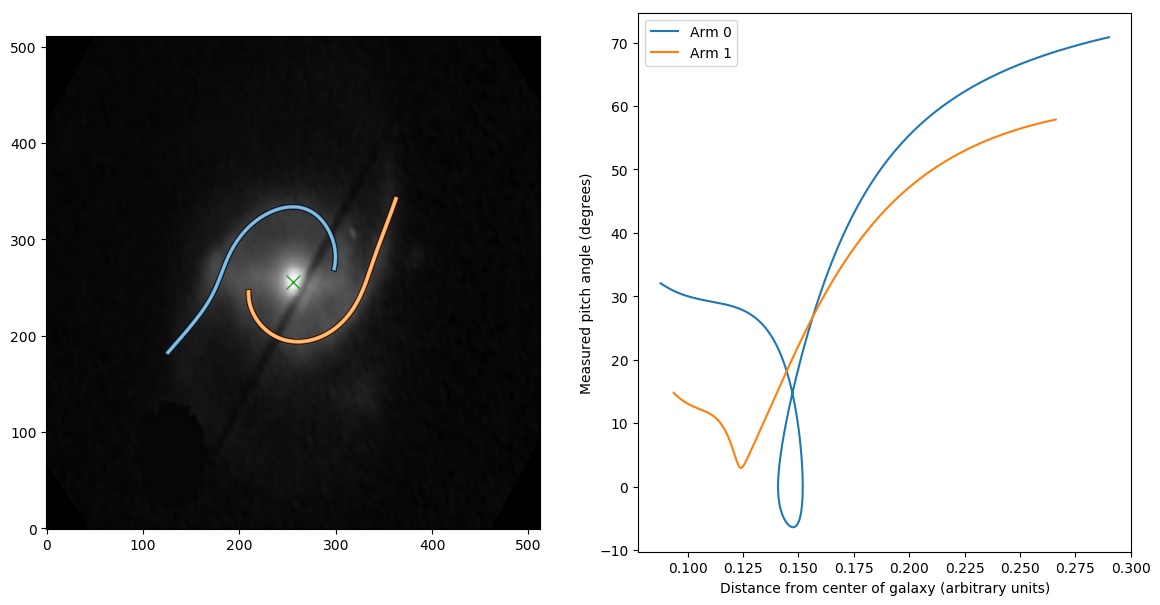 500
400
300
200
100
0
0 100 200 300 400 500
Arm 0
Arm 1
70
60
50
40
30
20
10
0
−10
Measured pitch angle (degrees)
0.100 0.125 0.150 0.175 0.200 0.225 0.250 0.275 0.300
Distance from center of galaxy (arbitrary units)